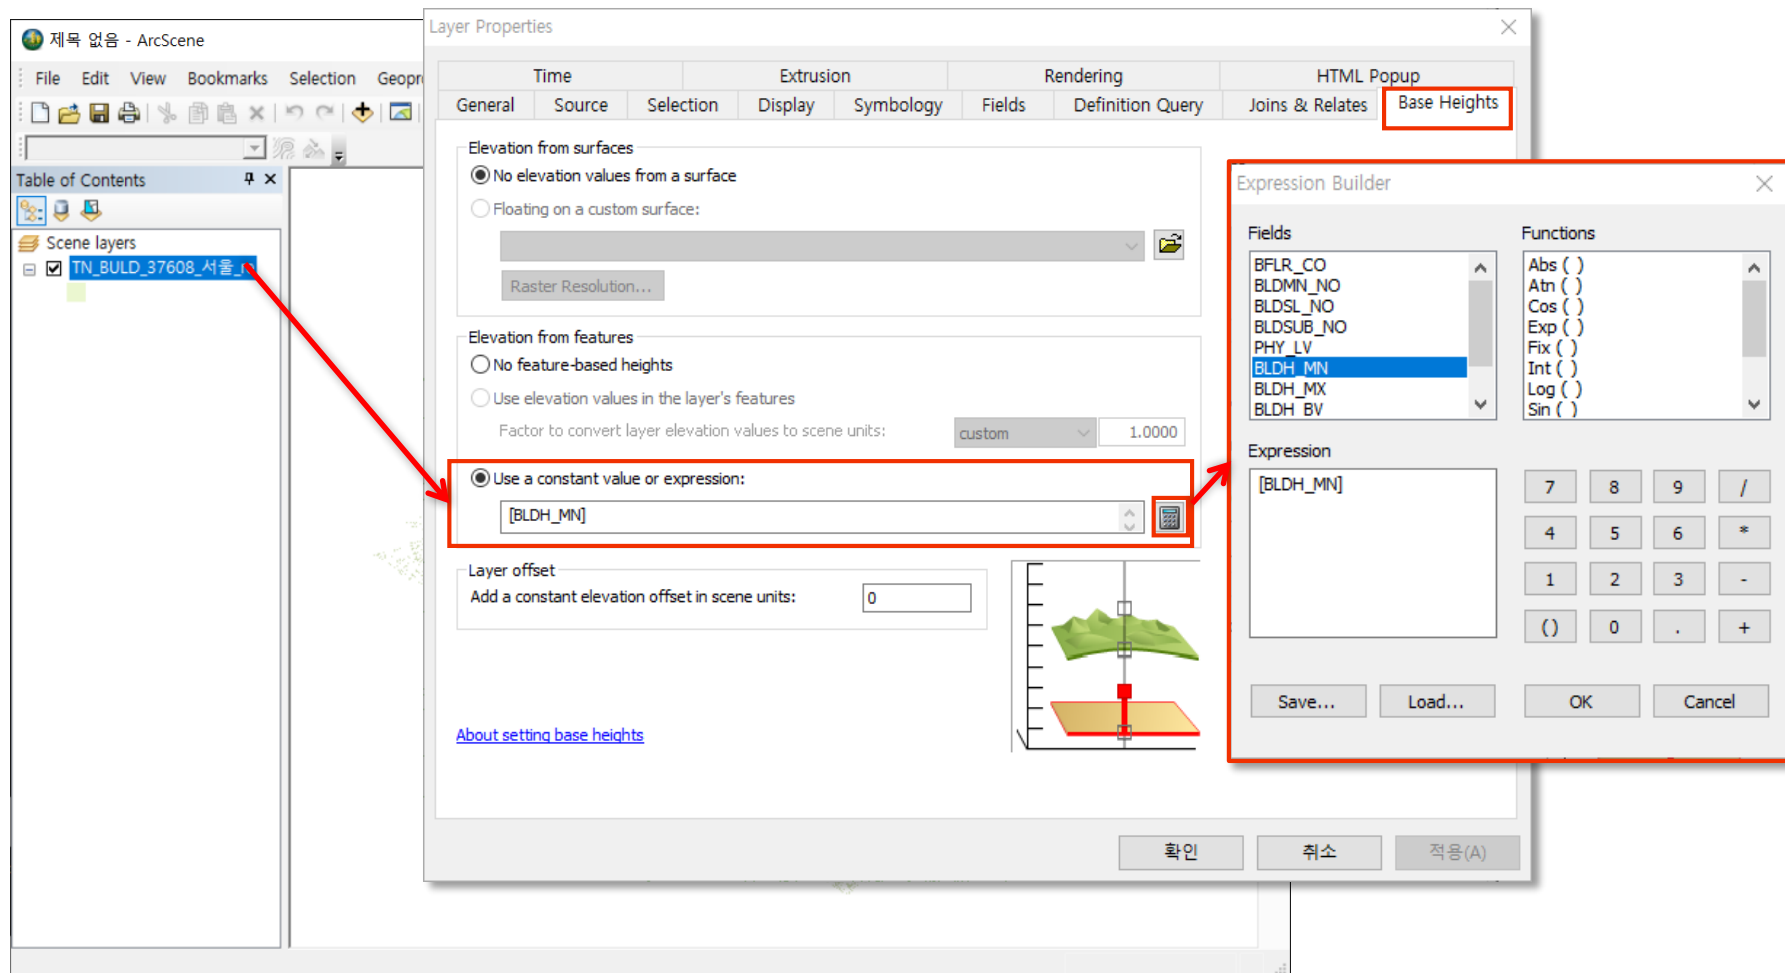 제목 없음 - ArcScene
File Edit View Bookmarks Selection Geopr
Table of Contents
Scene layers
TN_BULD_37608_서울_
Layer Properties
Time Extrusion Rendering HTML Popup
General Source Selection Display Symbology Fields Definition Query Joins & Relates Base Heights
Elevation from surfaces
No elevation values from a surface
Floating on a custom surface:
Raster Resolution...
Elevation from features
No feature-based heights
Use elevation values in the layer's features
Factor to convert layer elevation values to scene units: custom 1.0000
Use a constant value or expression:
[BLDH_MN]
Layer offset
Add a constant elevation offset in scene units: 0
About setting base heights
확인 취소 적용(A)
Expression Builder
Fields
BFLR_CO
BLDMN_NO
BLDSL_NO
BLDSUB_NO
PHY_LV
BLDH_MN
BLDH_MX
BLDH_BV
Functions
Abs ( )
Atn ( )
Cos ( )
Exp ( )
Fix ( )
Int ( )
Log ( )
Sin ( )
Expression
[BLDH_MN]
7 8 9 /
4 5 6 *
1 2 3 -
() 0 . +
Save... Load... OK Cancel